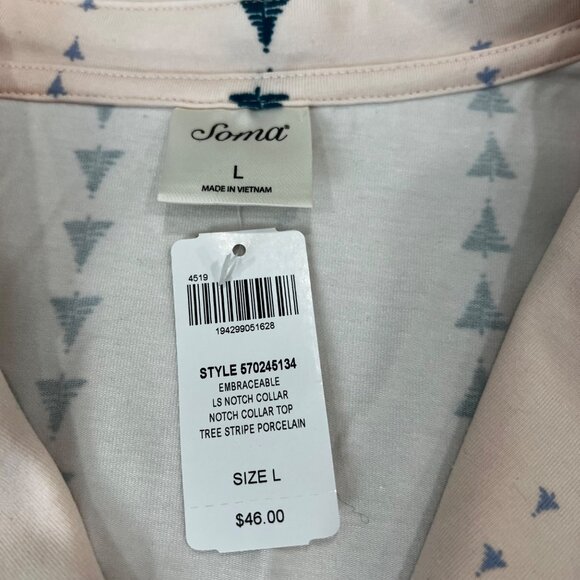 Soma
L
MADE IN VIETNAM
4519
194299051628
STYLE 570245134
EMBRACEABLE
LS NOTCH COLLAR
NOTCH COLLAR TOP
TREE STRIPE PORCELAIN
SIZE L
$46.00